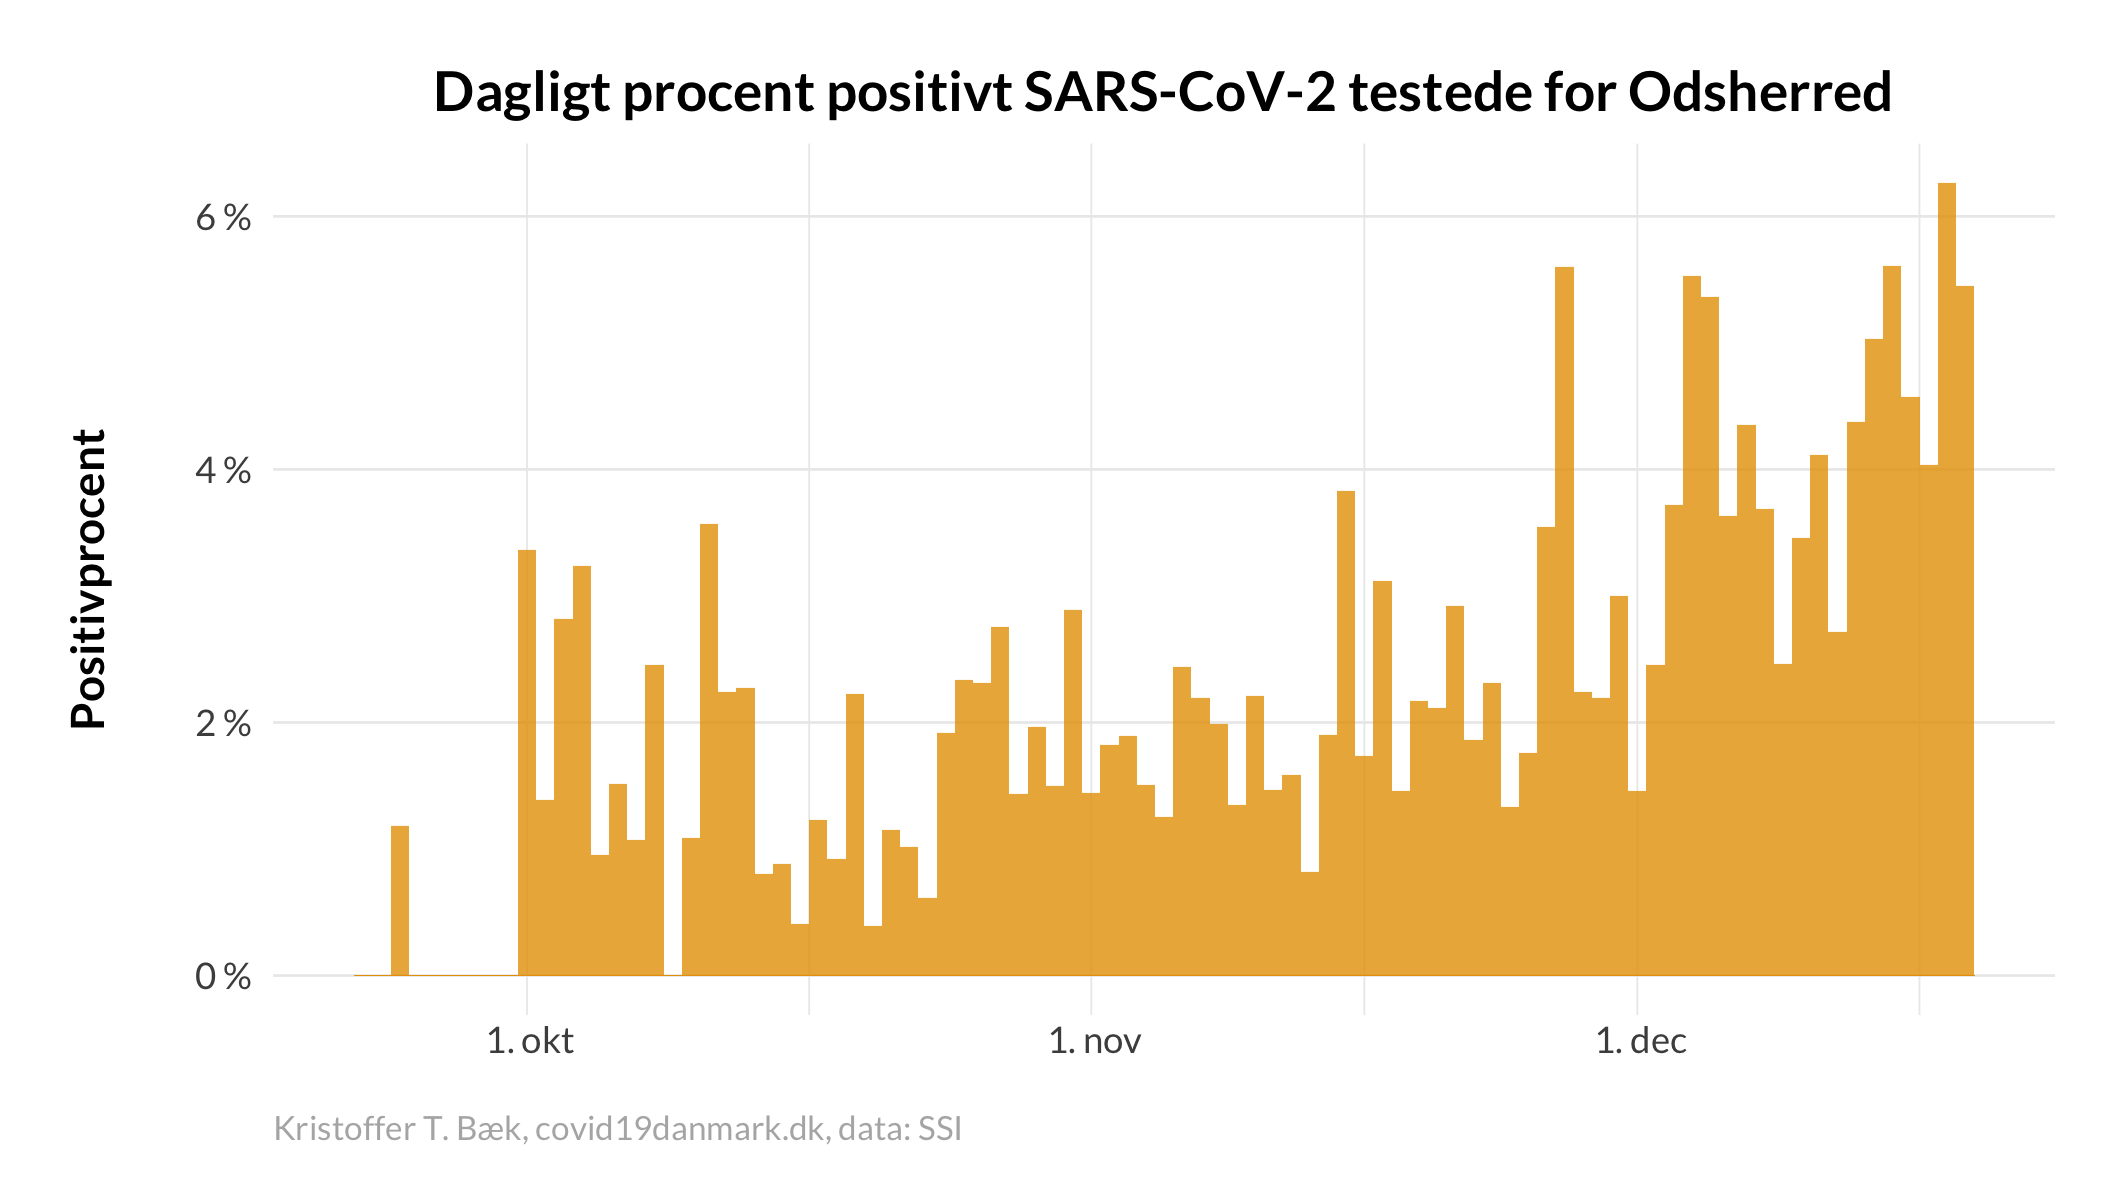 Dagligt procent positivt SARS-CoV-2 testede for Odsherred
Positivprocent
6 %
4 %
2 %
0 %
1. okt
1. nov
1. dec
Kristoffer T. Bæk, covid19danmark.dk, data: SSI